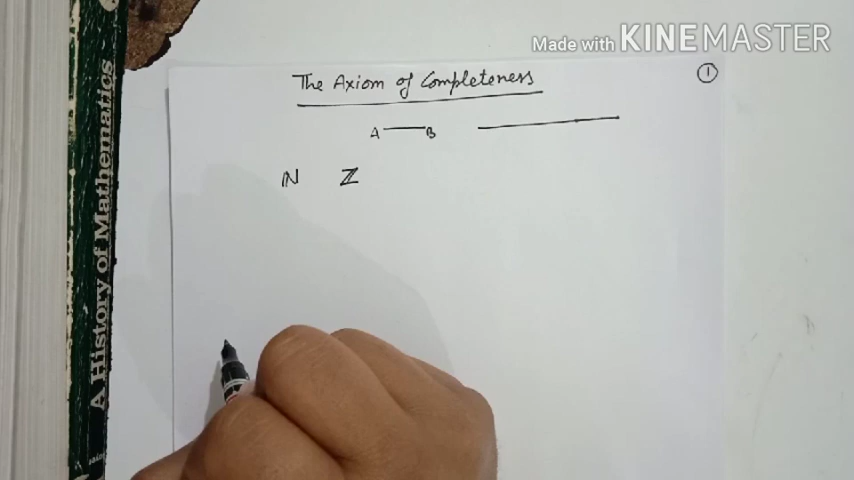 Made with KINEMASTER
The Axiom of Completeness
1
A B
ℕ ℤ
A History of Mathematics